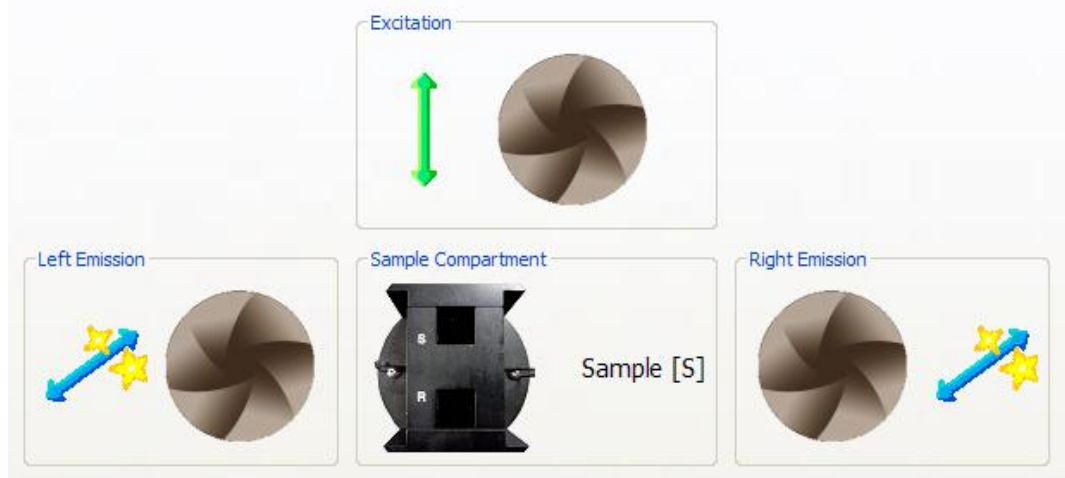 Excitation
Left Emission
Sample Compartment
S
R
Sample [S]
Right Emission